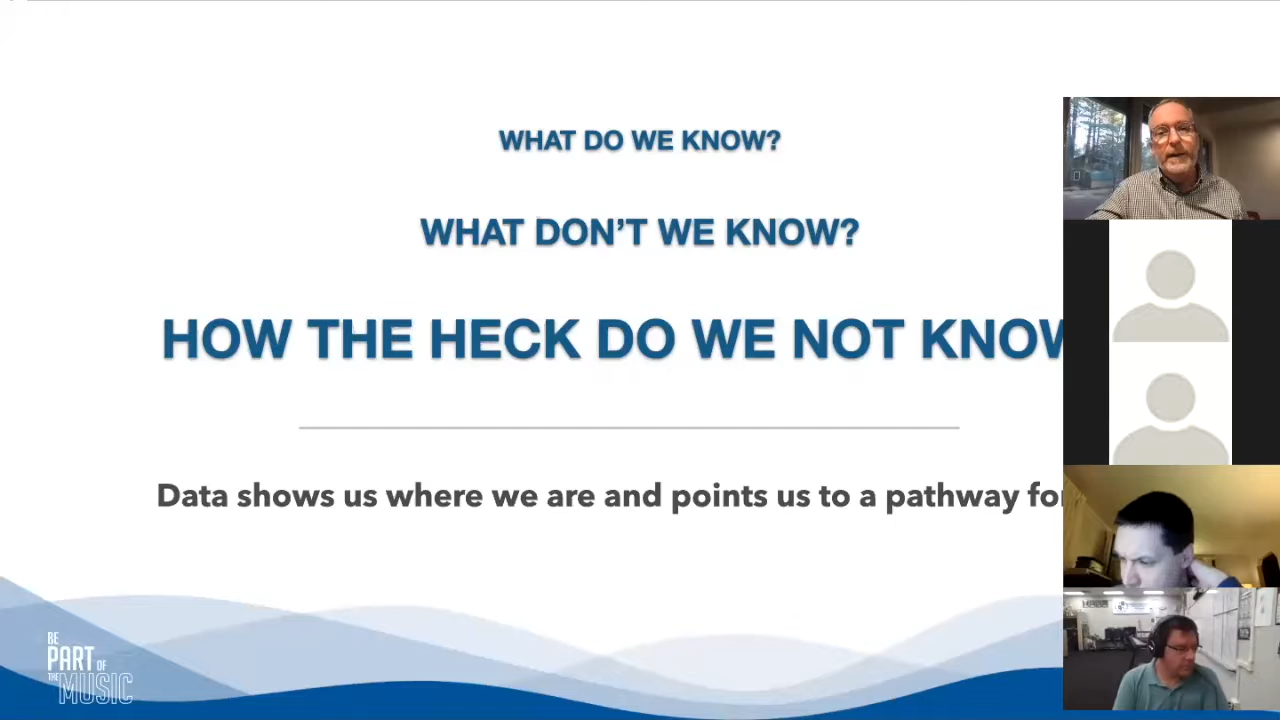 WHAT DO WE KNOW?
WHAT DON’T WE KNOW?
HOW THE HECK DO WE NOT KNOW
Data shows us where we are and points us to a pathway for
BE
PART OF
THE MUSIC